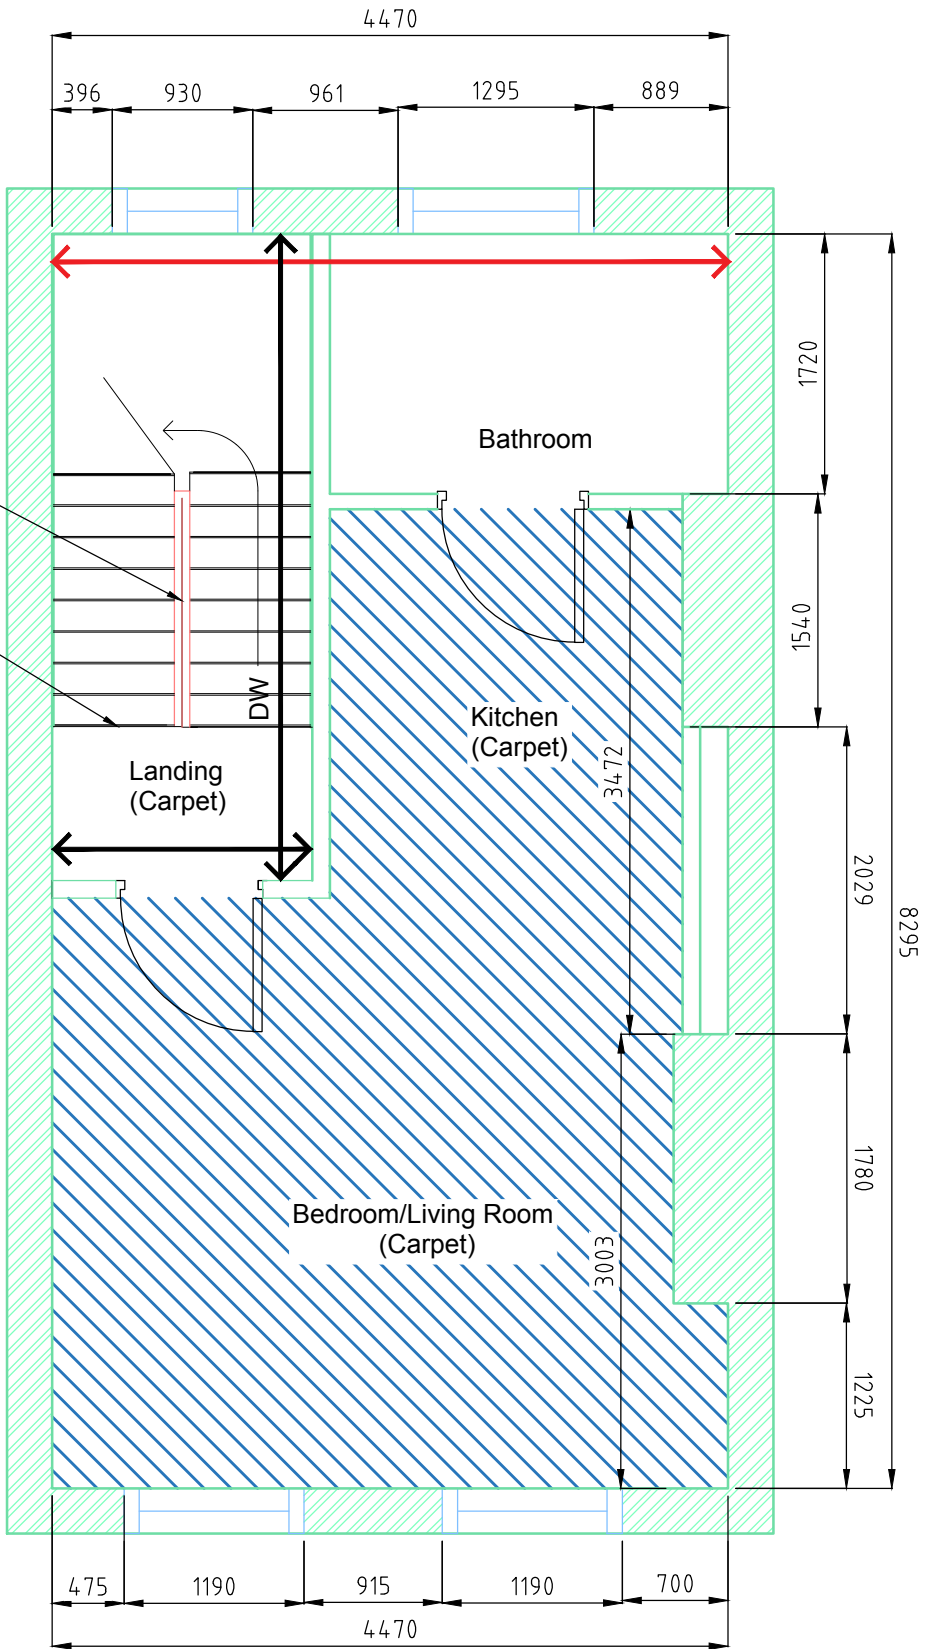 4470
396 930 961 1295 889
1720
Bathroom
1540
DW
Kitchen
(Carpet)
3472
Landing
(Carpet)
2029
8295
1780
Bedroom/Living Room
(Carpet)
3003
1225
475 1190 915 1190 700
4470